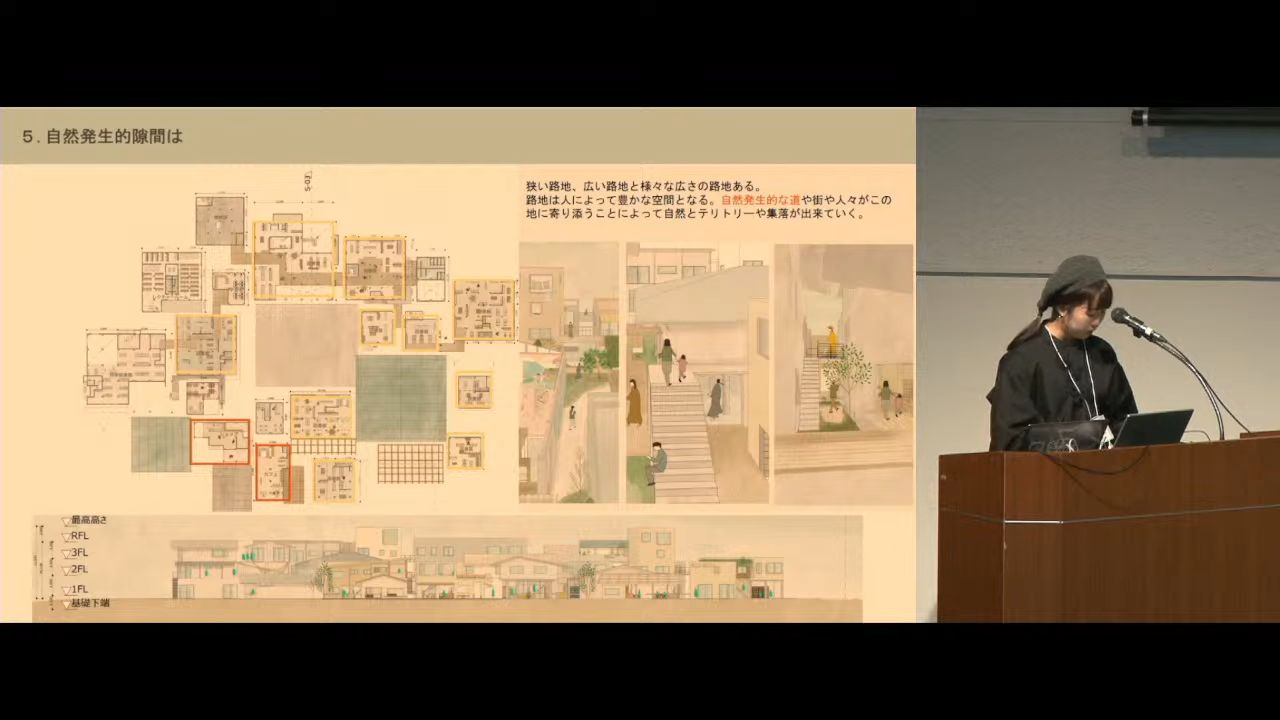 5.自然発生的隙間は
狭い路地、広い路地と様々な広さの路地ある。
路地は人によって豊かな空間となる。自然発生的な道や街や人々がこの
地に寄り添うことによって自然とテリトリーや集落が出来ていく。
最高高さ
RFL
3FL
2FL
1FL
基礎下端